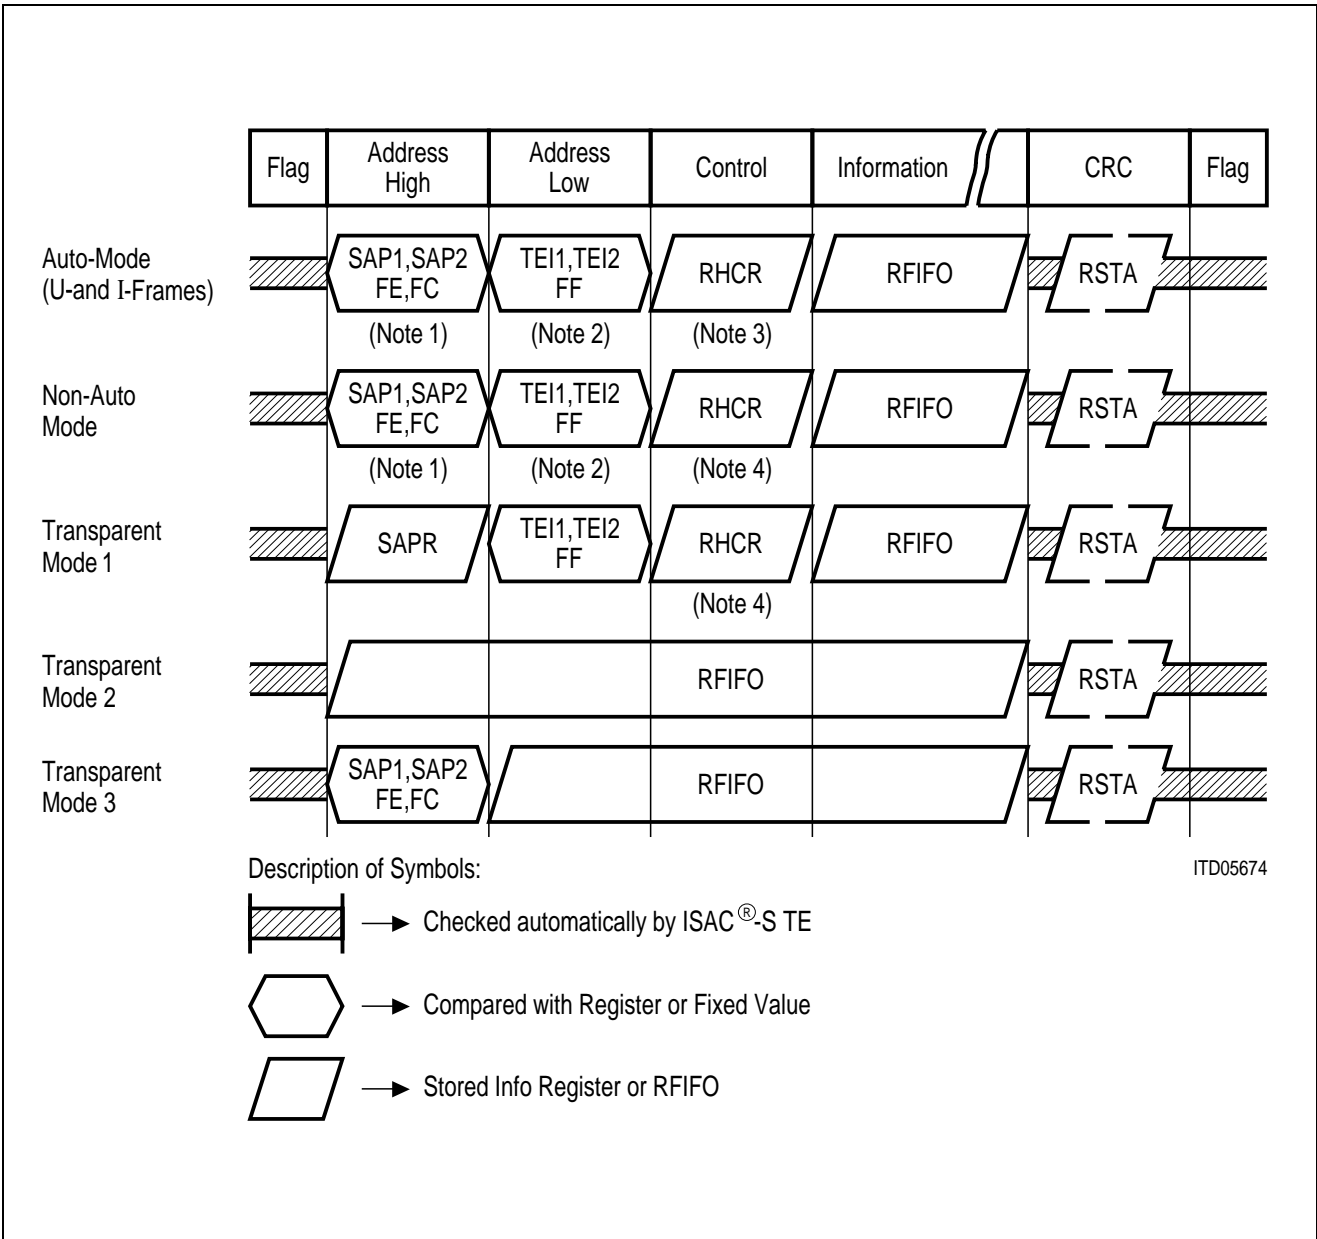 Flag
Address
High
Address
Low
Control
Information
CRC
Flag
Auto-Mode
(U-and I-Frames)
SAP1,SAP2
FE,FC
TEI1,TEI2
FF
RHCR
RFIFO
RSTA
(Note 1)
(Note 2)
(Note 3)
Non-Auto
Mode
SAP1,SAP2
FE,FC
TEI1,TEI2
FF
RHCR
RFIFO
RSTA
(Note 1)
(Note 2)
(Note 4)
Transparent
Mode 1
SAPR
TEI1,TEI2
FF
RHCR
RFIFO
RSTA
(Note 4)
Transparent
Mode 2
RFIFO
RSTA
Transparent
Mode 3
SAP1,SAP2
FE,FC
RFIFO
RSTA
Description of Symbols:
ITD05674
Checked automatically by ISAC ®-S TE
Compared with Register or Fixed Value
Stored Info Register or RFIFO